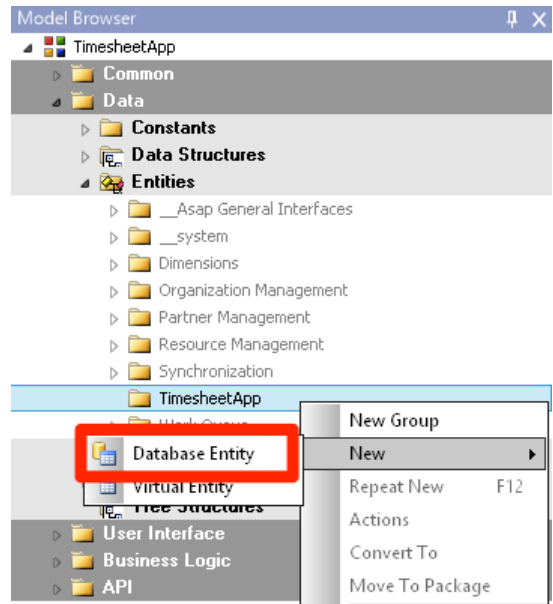 Model Browser
TimesheetApp
Common
Data
Constants
Data Structures
Entities
__Asap General Interfaces
__system
Dimensions
Organization Management
Partner Management
Resource Management
Synchronization
TimesheetApp
New Group
Database Entity
New
Virtual Entity
Repeat New F12
Tree Structures
Actions
User Interface
Convert To
Business Logic
Move To Package
API